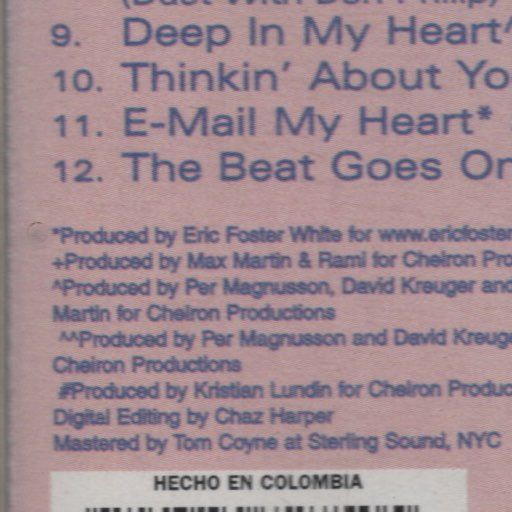 (Duet With Don Philip)
9. Deep In My Heart^
10. Thinkin' About Yo
11. E-Mail My Heart*
12. The Beat Goes On
*Produced by Eric Foster White for www.ericfoster
+Produced by Max Martin & Rami for Cheiron Pro
^Produced by Per Magnusson, David Kreuger and
Martin for Cheiron Productions
^^Produced by Per Magnusson and David Kreuge
Cheiron Productions
#Produced by Kristian Lundin for Cheiron Produc
Digital Editing by Chaz Harper
Mastered by Tom Coyne at Sterling Sound, NYC
HECHO EN COLOMBIA